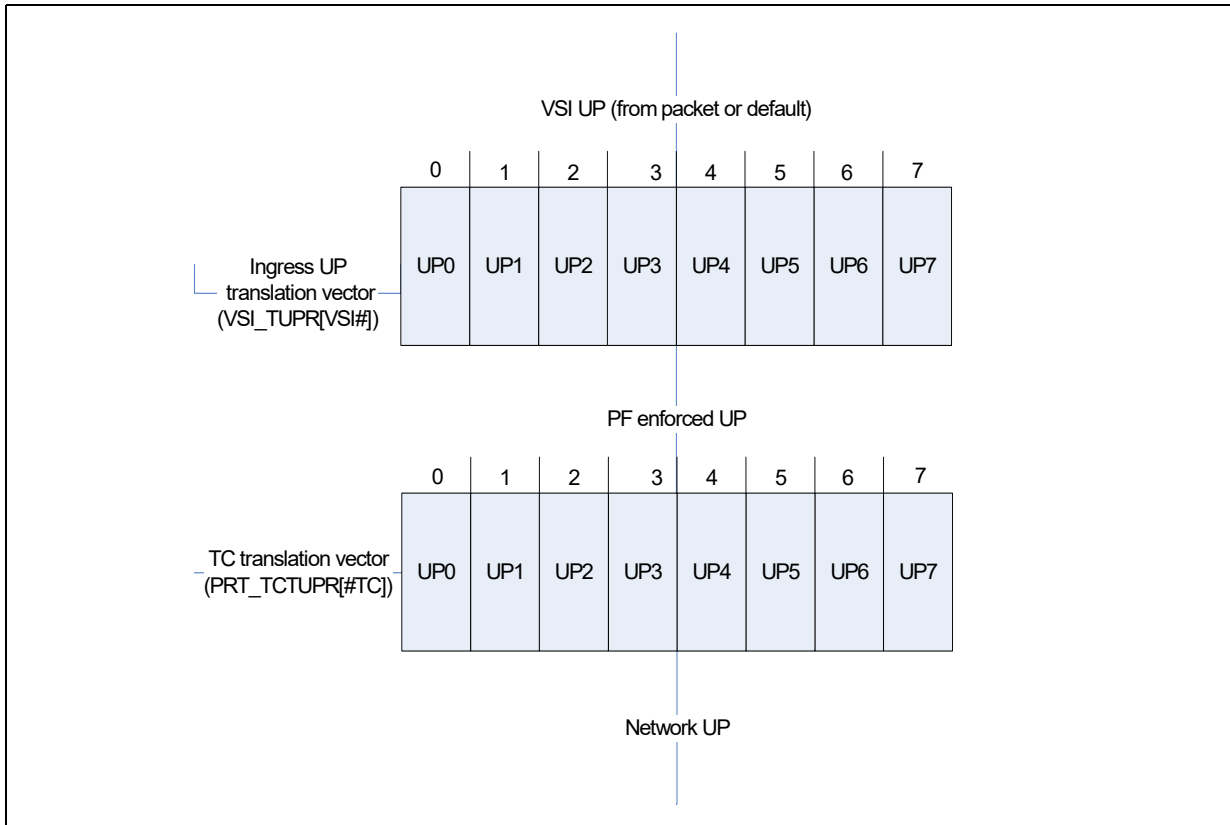 VSI UP (from packet or default)
0 1 2 3 4 5 6 7
Ingress UP
translation vector
(VSI_TUPR[VSI#])
UP0 UP1 UP2 UP3 UP4 UP5 UP6 UP7
PF enforced UP
0 1 2 3 4 5 6 7
TC translation vector
(PRT_TCTUPR[#TC])
UP0 UP1 UP2 UP3 UP4 UP5 UP6 UP7
Network UP